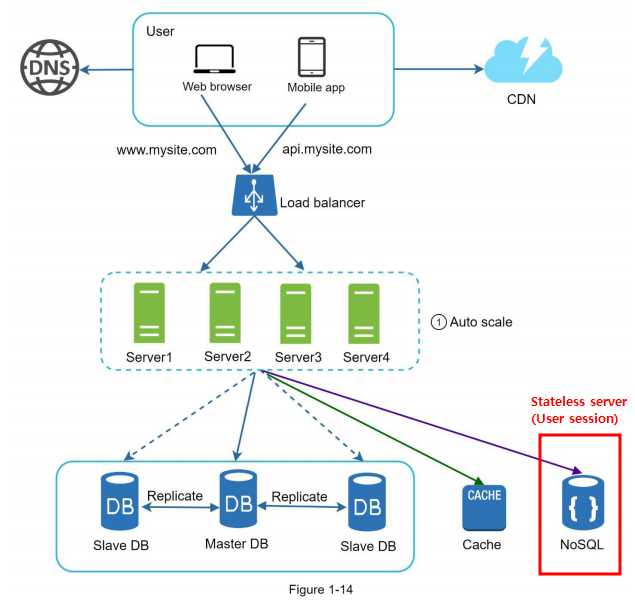 User
DNS
Web browser
Mobile app
CDN
www.mysite.com
api.mysite.com
Load balancer
Server1
Server2
Server3
Server4
1 Auto scale
Stateless server
(User session)
DB
Replicate
DB
Replicate
DB
CACHE
{ }
Slave DB
Master DB
Slave DB
Cache
NoSQL
Figure 1-14